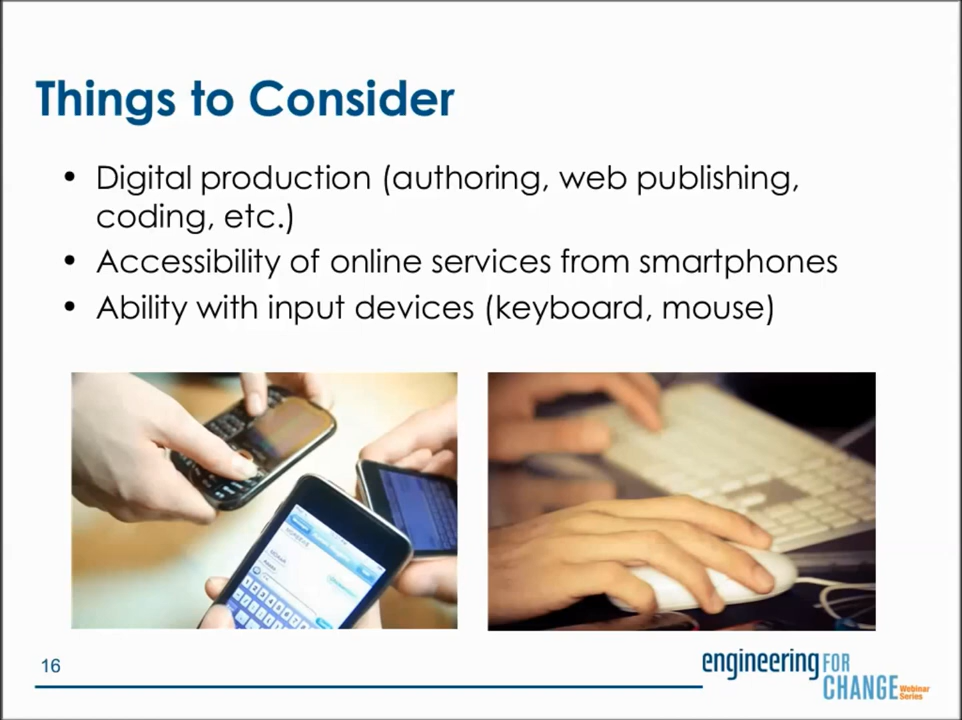 Things to Consider
• Digital production (authoring, web publishing,
coding, etc.)
• Accessibility of online services from smartphones
• Ability with input devices (keyboard, mouse)
16
engineering FOR
CHANGE Webinar
Series